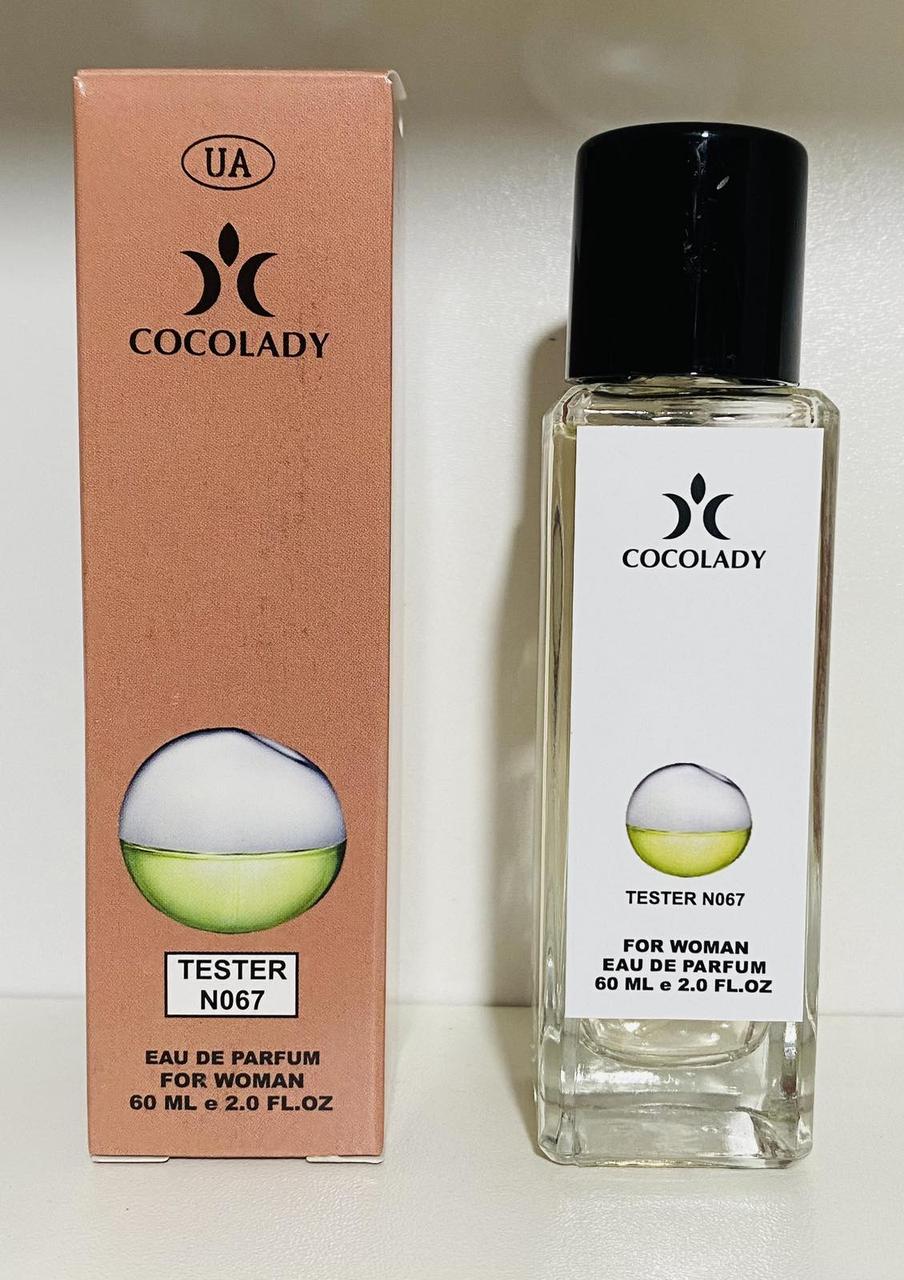 UA
COCOLADY
TESTER
N067
EAU DE PARFUM
FOR WOMAN
60 ML e 2.0 FL.OZ
COCOLADY
TESTER N067
FOR WOMAN
EAU DE PARFUM
60 ML e 2.0 FL.OZ